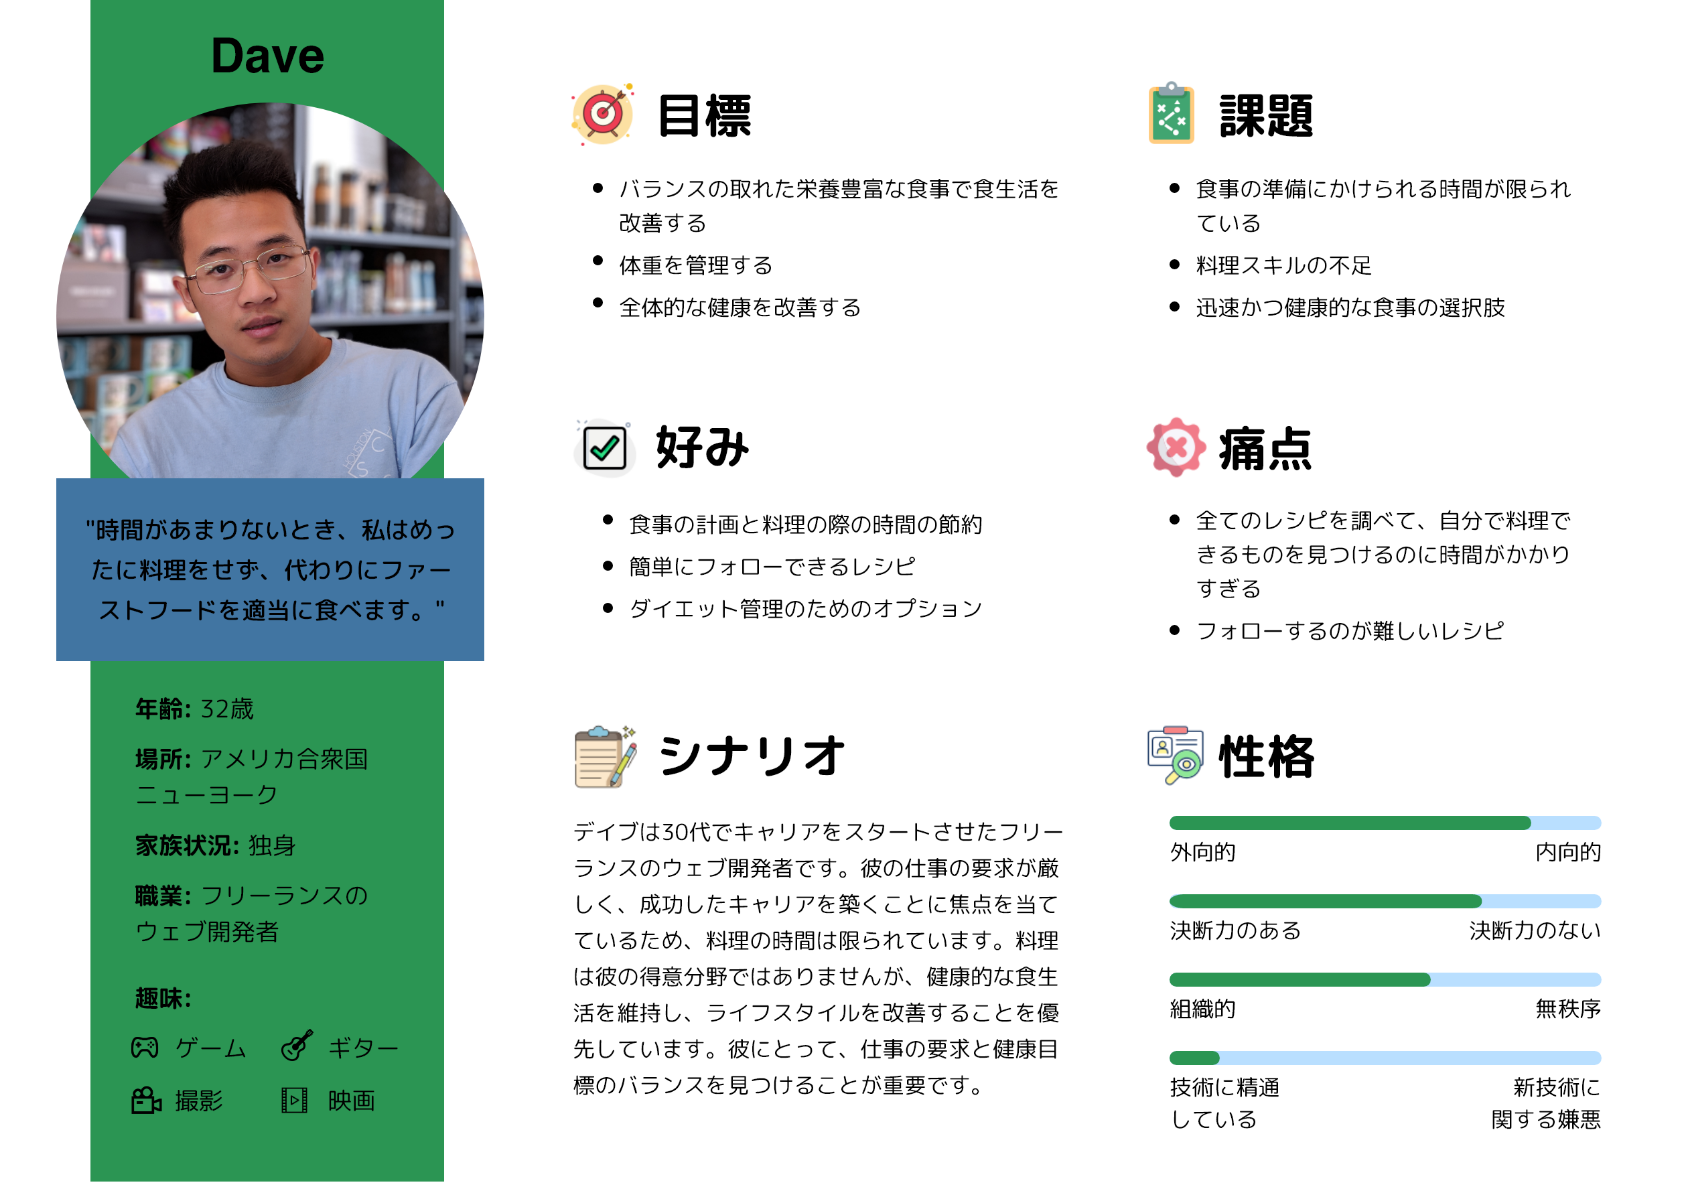 Dave
"時間があまりないとき、私はめっ
たに料理をせず、代わりにファー
ストフードを適当に食べます。"
年齢: 32歳
場所: アメリカ合衆国
ニューヨーク
家族状況: 独身
職業: フリーランスの
ウェブ開発者
趣味:
ゲーム
ギター
撮影
映画
目標
バランスの取れた栄養豊富な食事で食生活を
改善する
体重を管理する
全体的な健康を改善する
課題
食事の準備にかけられる時間が限られ
ている
料理スキルの不足
迅速かつ健康的な食事の選択肢
好み
食事の計画と料理の際の時間の節約
簡単にフォローできるレシピ
ダイエット管理のためのオプション
痛点
全てのレシピを調べて、自分で料理で
きるものを見つけるのに時間がかかり
すぎる
フォローするのが難しいレシピ
シナリオ
デイブは30代でキャリアをスタートさせたフリー
ランスのウェブ開発者です。彼の仕事の要求が厳
しく、成功したキャリアを築くことに焦点を当て
ているため、料理の時間は限られています。料理
は彼の得意分野ではありませんが、健康的な食生
活を維持し、ライフスタイルを改善することを優
先しています。彼にとって、仕事の要求と健康目
標のバランスを見つけることが重要です。
性格
外向的
内向的
決断力のある
決断力のない
組織的
無秩序
技術に精通
している
新技術に
関する嫌悪